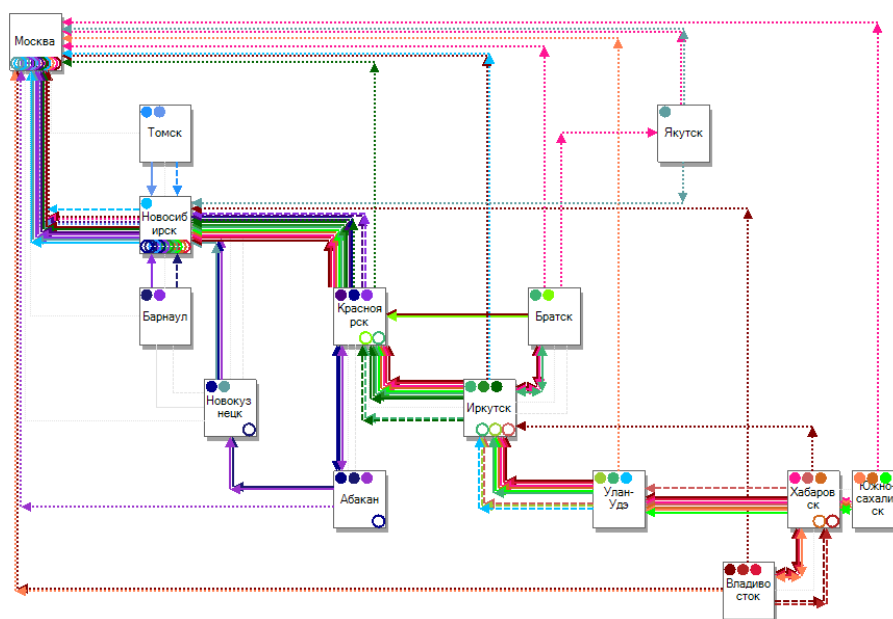 Москва
Томск
Якутск
Новосиб
ирск
Барнаул
Красноя
рск
Братск
Новокуз
нецк
Иркутск
Абакан
Улан-
Удэ
Хабаров
ск
Южно-
сахалин
ск
Владиво
сток